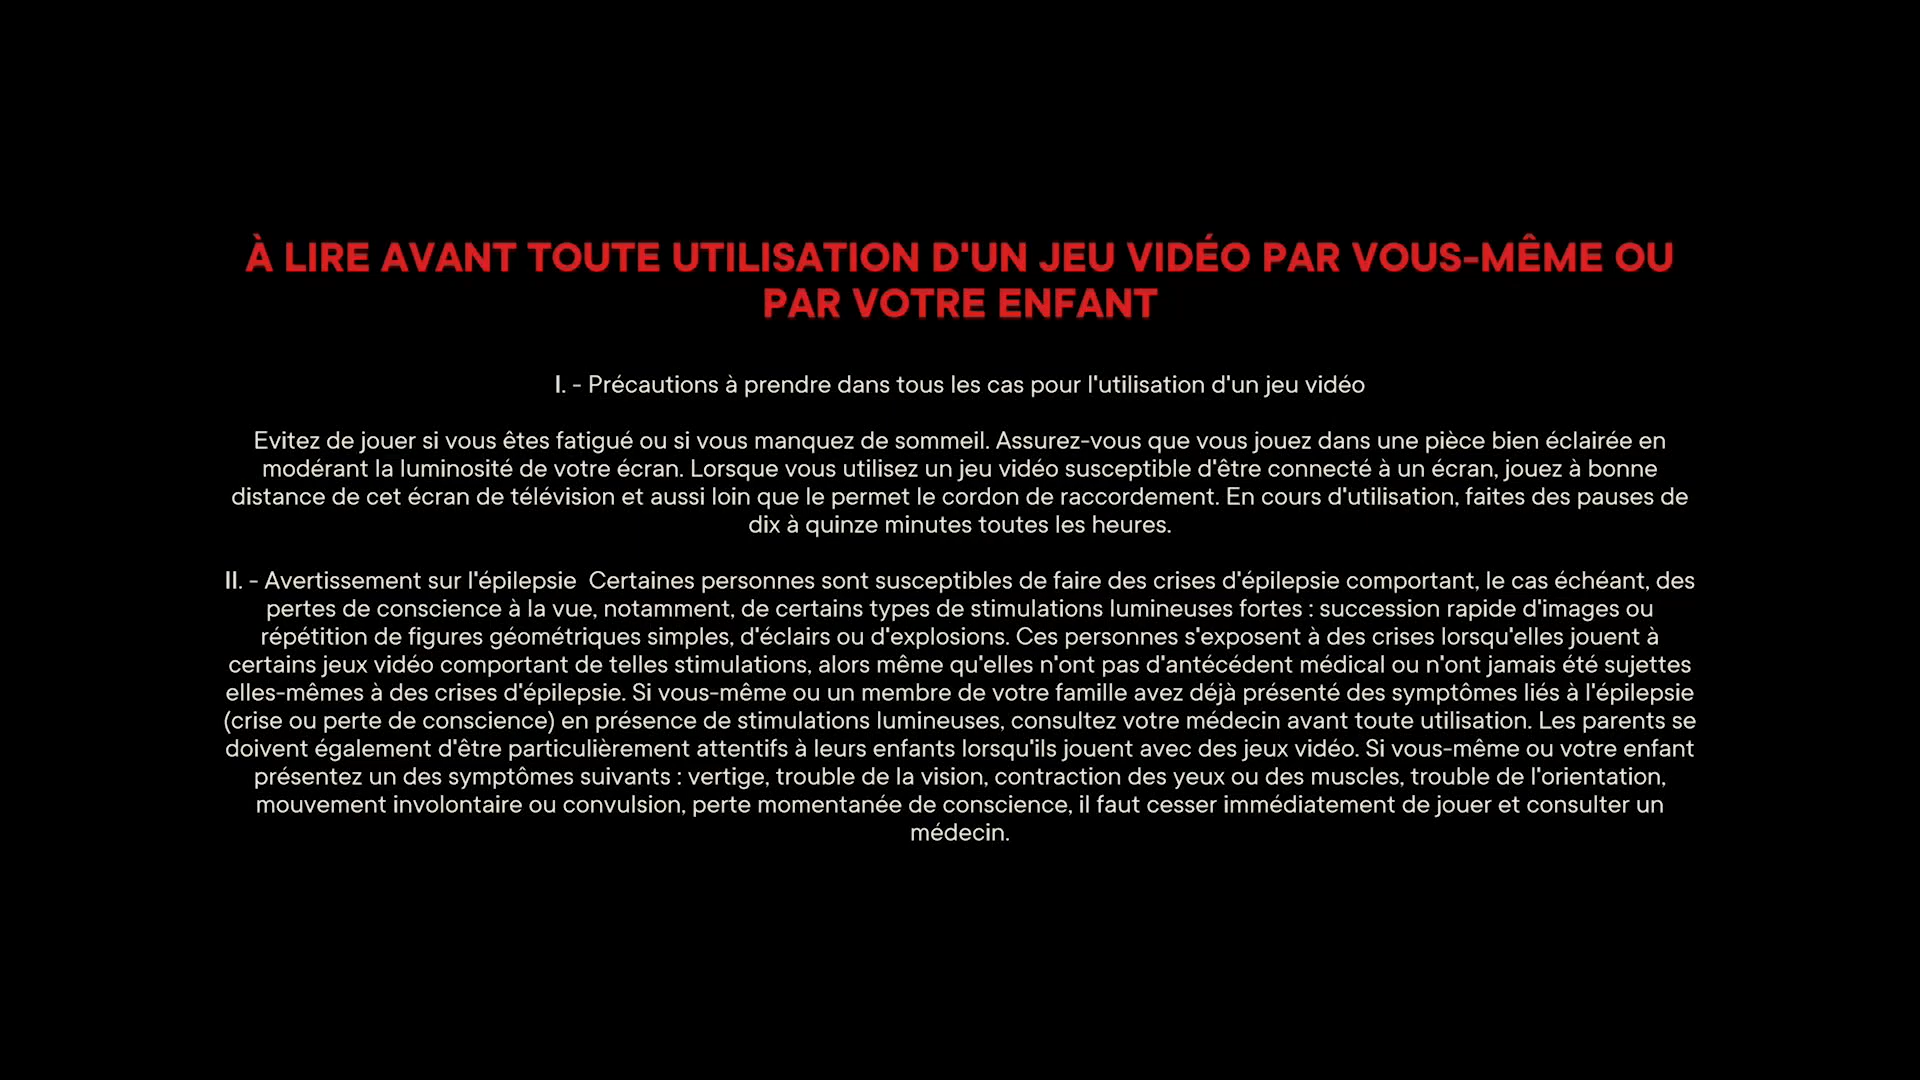 À LIRE AVANT TOUTE UTILISATION D'UN JEU VIDÉO PAR VOUS-MÊME OU
PAR VOTRE ENFANT
I. - Précautions à prendre dans tous les cas pour l'utilisation d'un jeu vidéo
Evitez de jouer si vous êtes fatigué ou si vous manquez de sommeil. Assurez-vous que vous jouez dans une pièce bien éclairée en
modérant la luminosité de votre écran. Lorsque vous utilisez un jeu vidéo susceptible d'être connecté à un écran, jouez à bonne
distance de cet écran de télévision et aussi loin que le permet le cordon de raccordement. En cours d'utilisation, faites des pauses de
dix à quinze minutes toutes les heures.
II. - Avertissement sur l'épilepsie  Certaines personnes sont susceptibles de faire des crises d'épilepsie comportant, le cas échéant, des
pertes de conscience à la vue, notamment, de certains types de stimulations lumineuses fortes : succession rapide d'images ou
répétition de figures géométriques simples, d'éclairs ou d'explosions. Ces personnes s'exposent à des crises lorsqu'elles jouent à
certains jeux vidéo comportant de telles stimulations, alors même qu'elles n'ont pas d'antécédent médical ou n'ont jamais été sujettes
elles-mêmes à des crises d'épilepsie. Si vous-même ou un membre de votre famille avez déjà présenté des symptômes liés à l'épilepsie
(crise ou perte de conscience) en présence de stimulations lumineuses, consultez votre médecin avant toute utilisation. Les parents se
doivent également d'être particulièrement attentifs à leurs enfants lorsqu'ils jouent avec des jeux vidéo. Si vous-même ou votre enfant
présentez un des symptômes suivants : vertige, trouble de la vision, contraction des yeux ou des muscles, trouble de l'orientation,
mouvement involontaire ou convulsion, perte momentanée de conscience, il faut cesser immédiatement de jouer et consulter un
médecin.